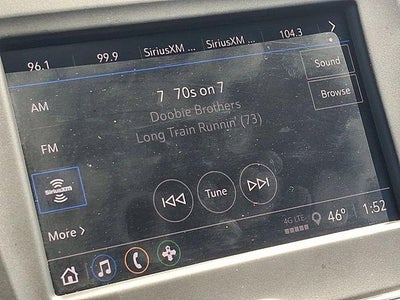 96.1 99.9 SiriusXM ... SiriusXM ... 104.3
AM
7 70s on 7
Sound
Doobie Brothers
Browse
Long Train Runnin' (73)
FM
SiriusXM
Tune
More
4G LTE
46° 1:52